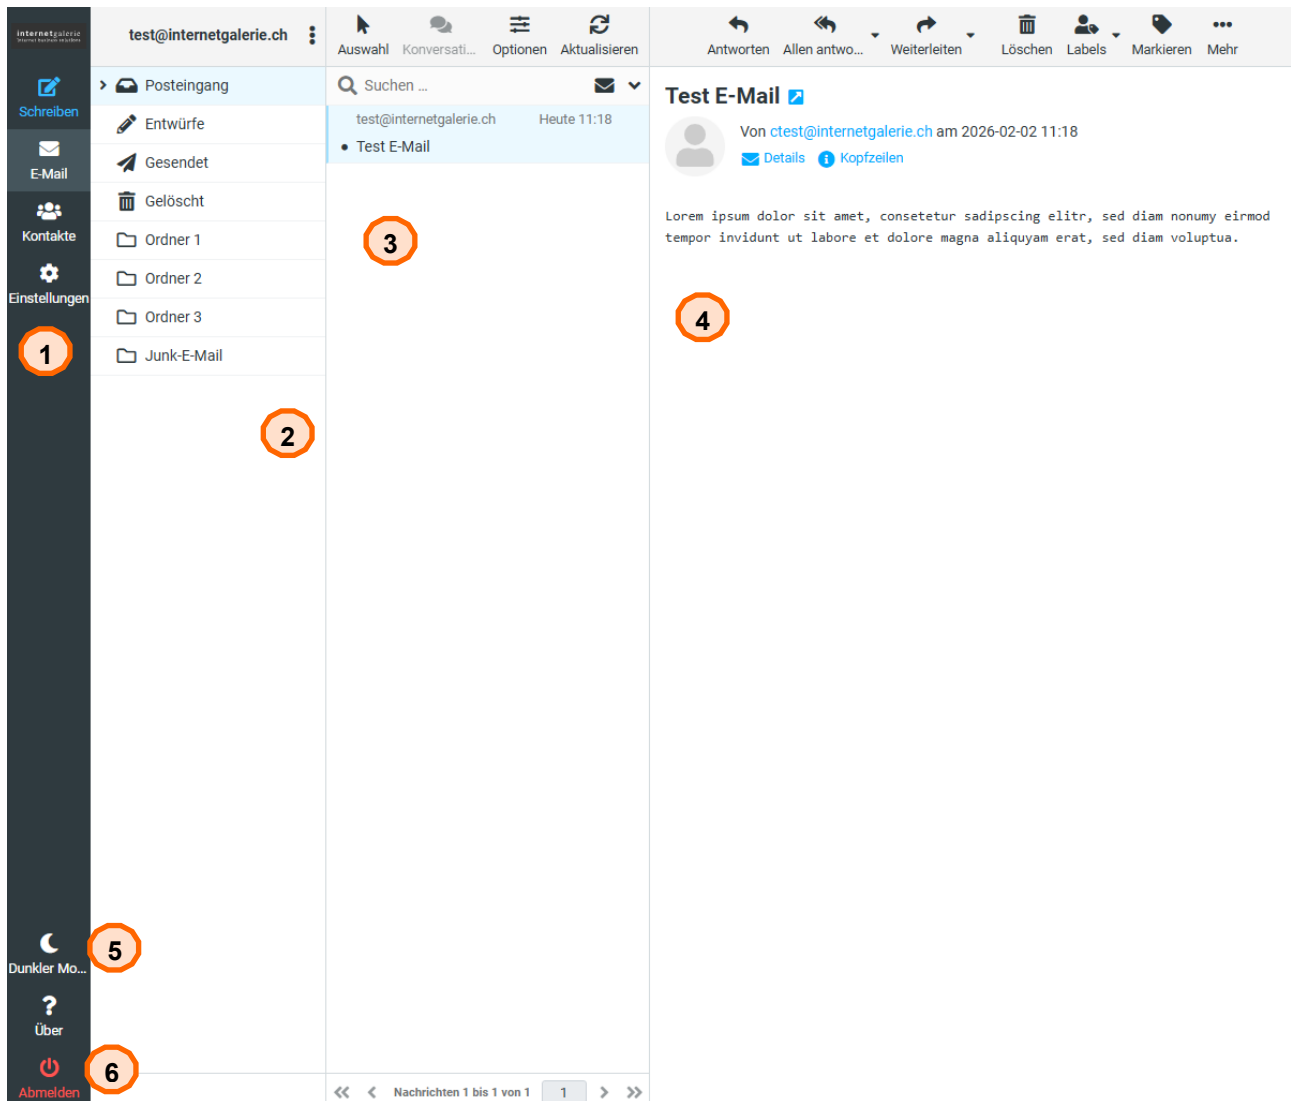 internetgalerie
internet business solutions
test@internetgalerie.ch
Auswahl
Konversati...
Optionen
Aktualisieren
Antworten
Allen antwo...
Weiterleiten
Löschen
Labels
Markieren
Mehr
Schreiben
E-Mail
Kontakte
Einstellungen
1
Posteingang
Entwürfe
Gesendet
Gelöscht
Ordner 1
Ordner 2
Ordner 3
Junk-E-Mail
2
Suchen ...
test@internetgalerie.ch Heute 11:18
• Test E-Mail
3
Test E-Mail
Von ctest@internetgalerie.ch am 2026-02-02 11:18
Details Kopfzeilen
Lorem ipsum dolor sit amet, consetetur sadipscing elitr, sed diam nonumy eirmod
tempor invidunt ut labore et dolore magna aliquyam erat, sed diam voluptua.
4
Dunkler Mo...
5
Über
Abmelden
6
Nachrichten 1 bis 1 von 1 1